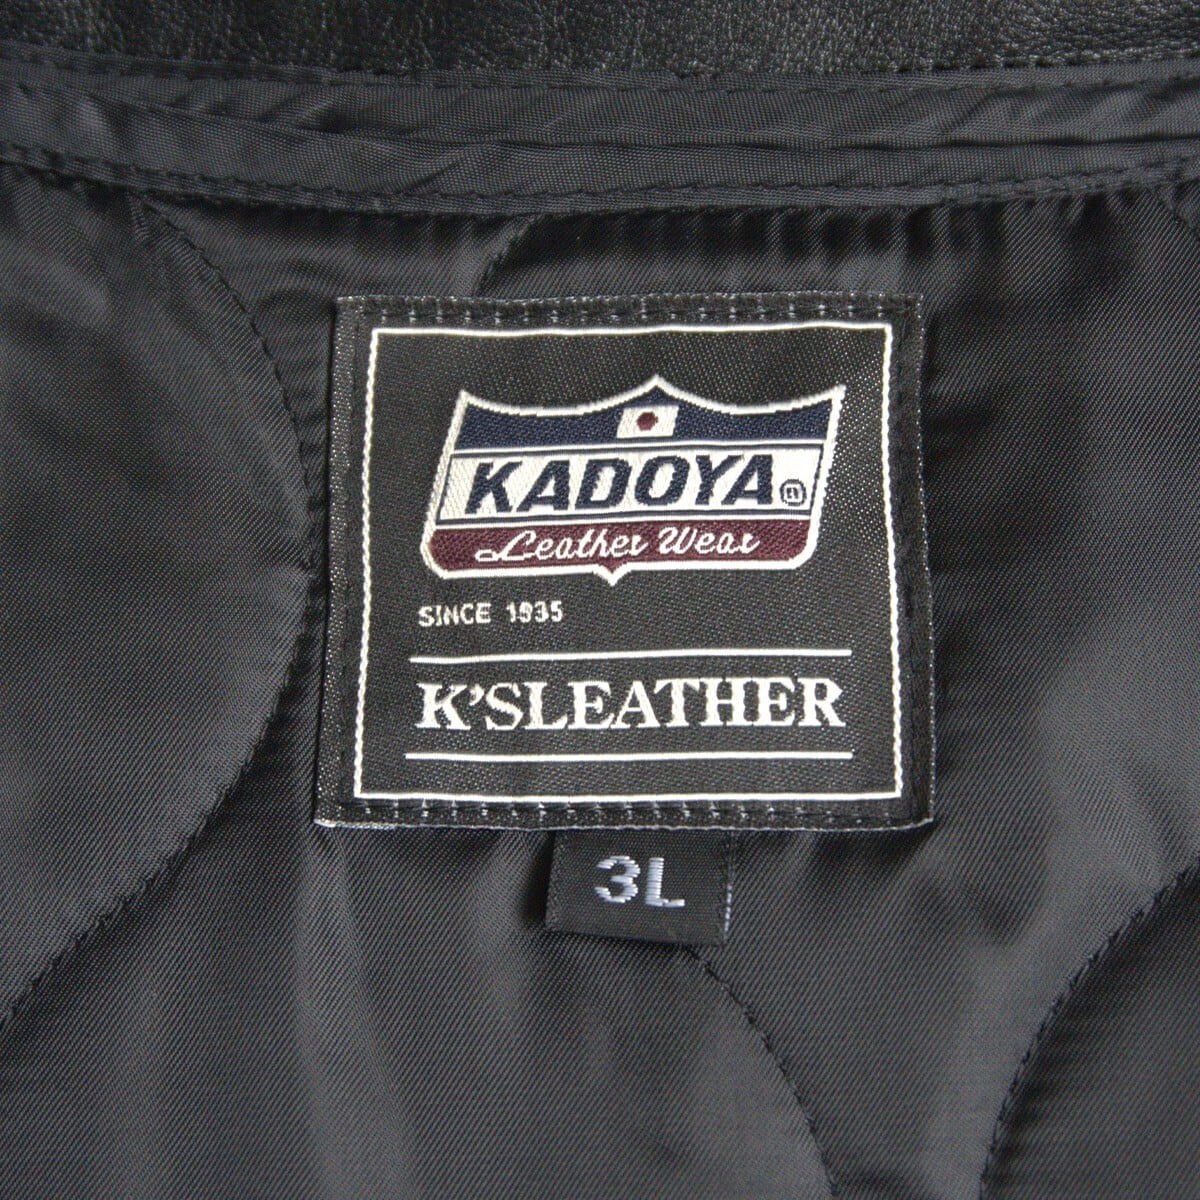 KADOYA®
Leather Wear
SINCE 1935
K'SLEATHER
3L